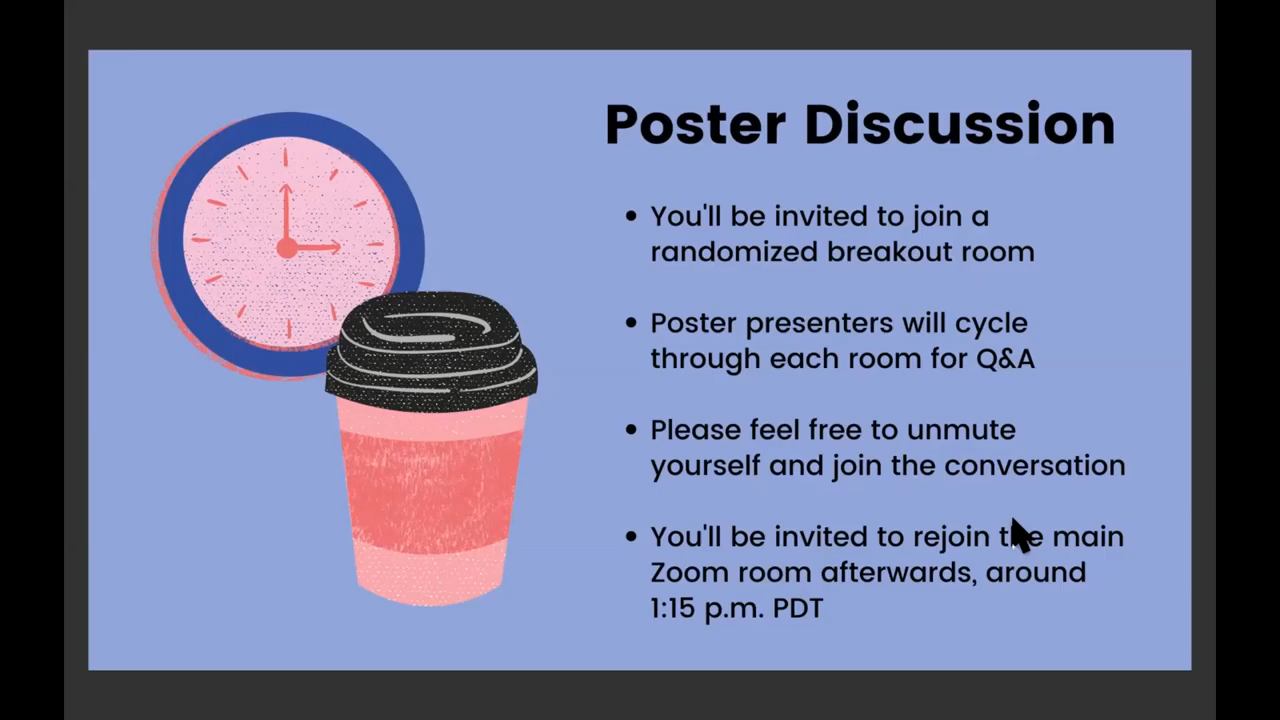 Poster Discussion
• You'll be invited to join a
randomized breakout room
• Poster presenters will cycle
through each room for Q&A
• Please feel free to unmute
yourself and join the conversation
• You'll be invited to rejoin the main
Zoom room afterwards, around
1:15 p.m. PDT